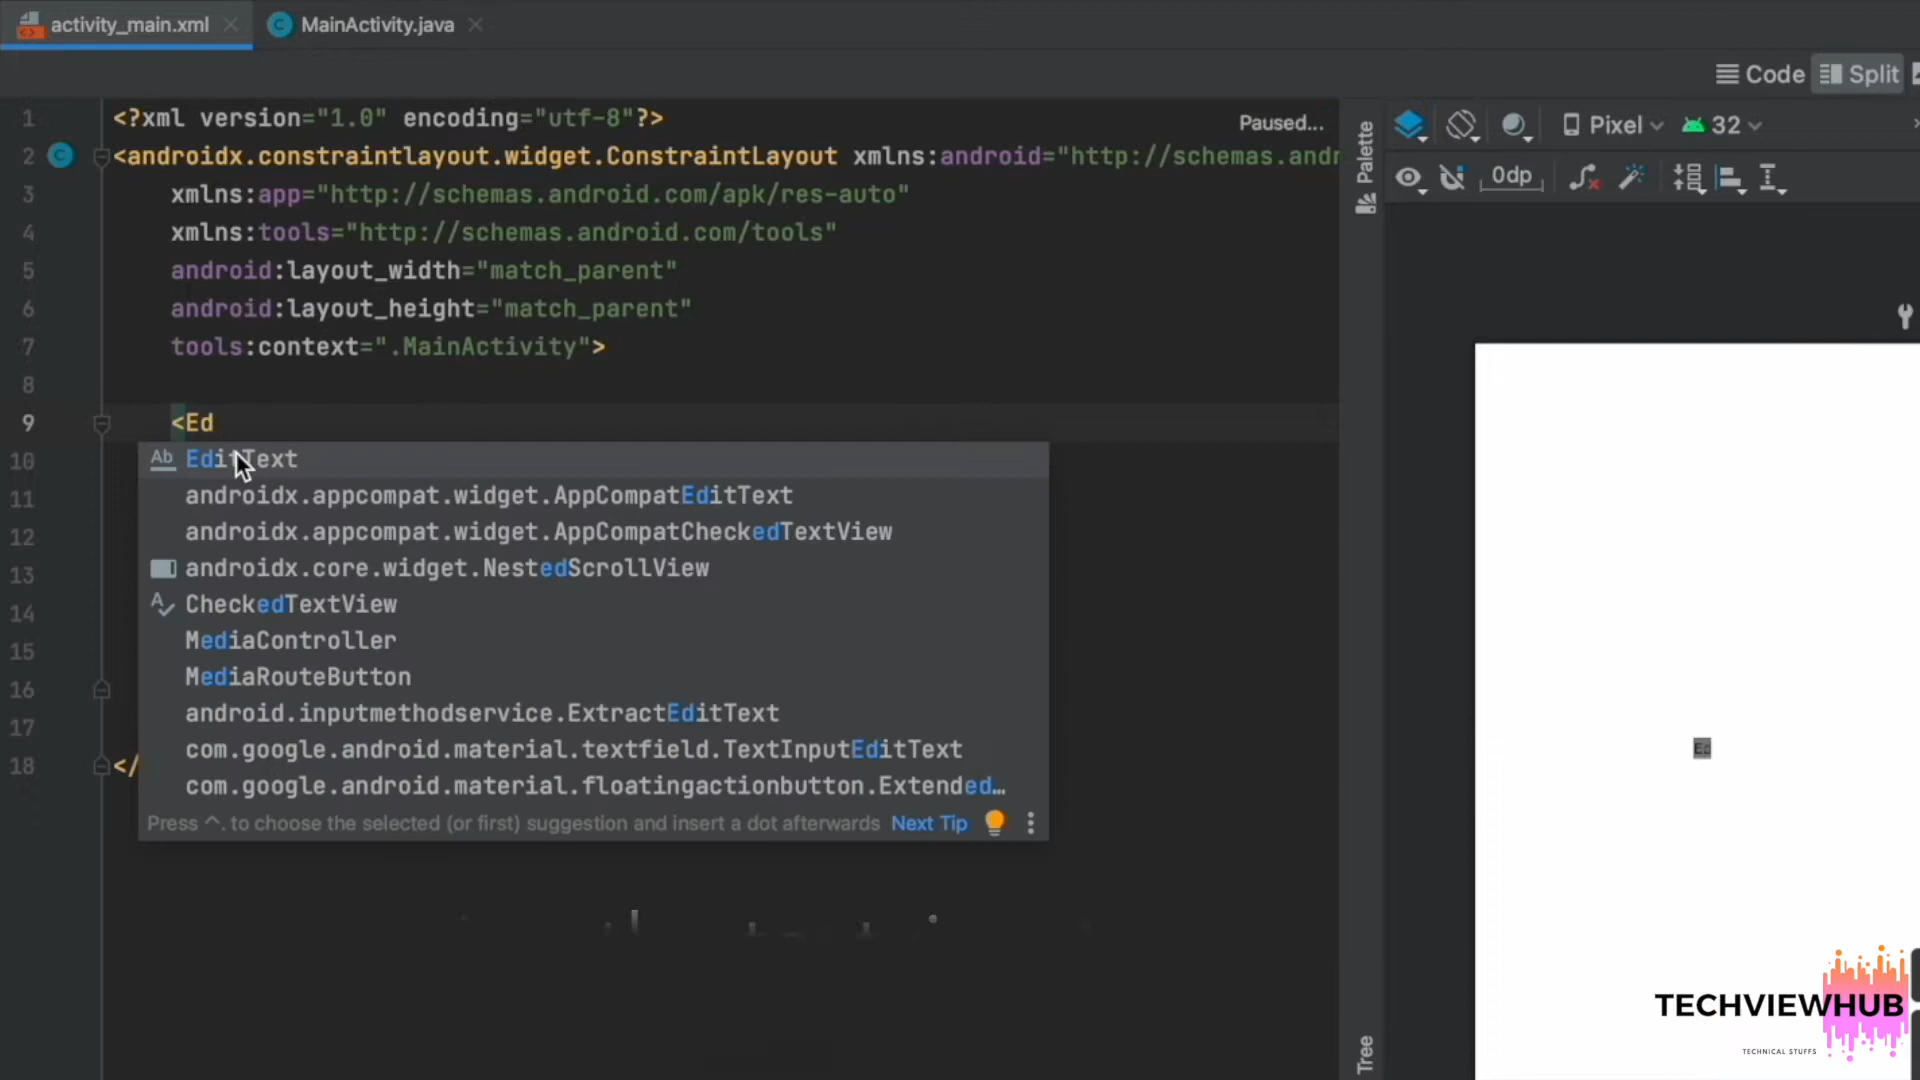 activity_main.xml
MainActivity.java
Code
Split
1 <?xml version="1.0" encoding="utf-8"?>
Paused...
2 <androidx.constraintlayout.widget.ConstraintLayout xmlns:android="http://schemas.andr
3 xmlns:app="http://schemas.android.com/apk/res-auto"
4 xmlns:tools="http://schemas.android.com/tools"
5 android:layout_width="match_parent"
6 android:layout_height="match_parent"
7 tools:context=".MainActivity">
8
9 <Ed
10
11
12
13
14
15
16
17
18 </
Ab EditText
androidx.appcompat.widget.AppCompatEditText
androidx.appcompat.widget.AppCompatCheckedTextView
androidx.core.widget.NestedScrollView
CheckedTextView
MediaController
MediaRouteButton
android.inputmethodservice.ExtractEditText
com.google.android.material.textfield.TextInputEditText
com.google.android.material.floatingactionbutton.Extended…
Press ^. to choose the selected (or first) suggestion and insert a dot afterwards Next Tip
Palette
Pixel
32
0dp
Tree
TECHVIEWHUB
TECHNICAL STUFFS